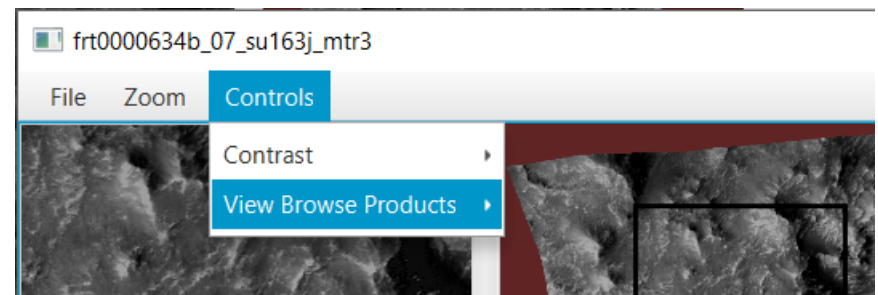 frt0000634b_07_su163j_mtr3
File Zoom Controls
Contrast
View Browse Products